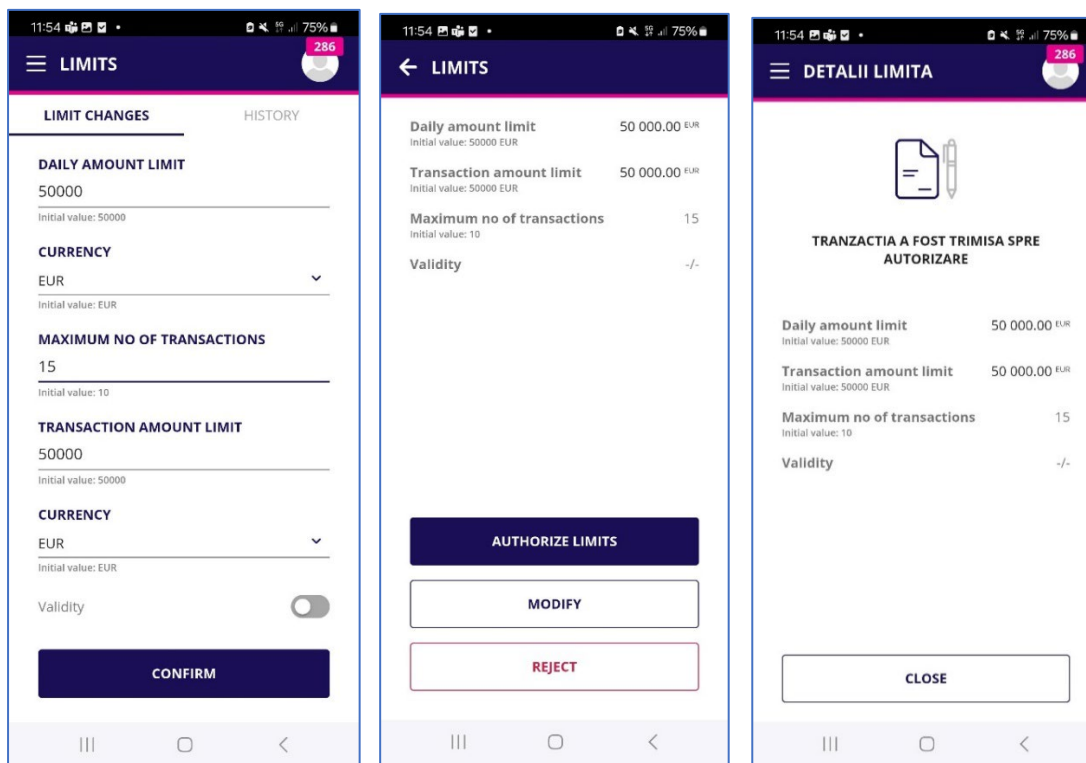 11:54
75%
286
LIMITS
LIMIT CHANGES HISTORY
DAILY AMOUNT LIMIT
50000
Initial value: 50000
CURRENCY
EUR
Initial value: EUR
MAXIMUM NO OF TRANSACTIONS
15
Initial value: 10
TRANSACTION AMOUNT LIMIT
50000
Initial value: 50000
CURRENCY
EUR
Initial value: EUR
Validity
CONFIRM
11:54
75%
LIMITS
Daily amount limit 50 000.00 EUR
Initial value: 50000 EUR
Transaction amount limit 50 000.00 EUR
Initial value: 50000 EUR
Maximum no of transactions 15
Initial value: 10
Validity -/-
AUTHORIZE LIMITS
MODIFY
REJECT
11:54
75%
286
DETALII LIMITA
TRANZACTIA A FOST TRIMISA SPRE
AUTORIZARE
Daily amount limit 50 000.00 EUR
Initial value: 50000 EUR
Transaction amount limit 50 000.00 EUR
Initial value: 50000 EUR
Maximum no of transactions 15
Initial value: 10
Validity -/-
CLOSE